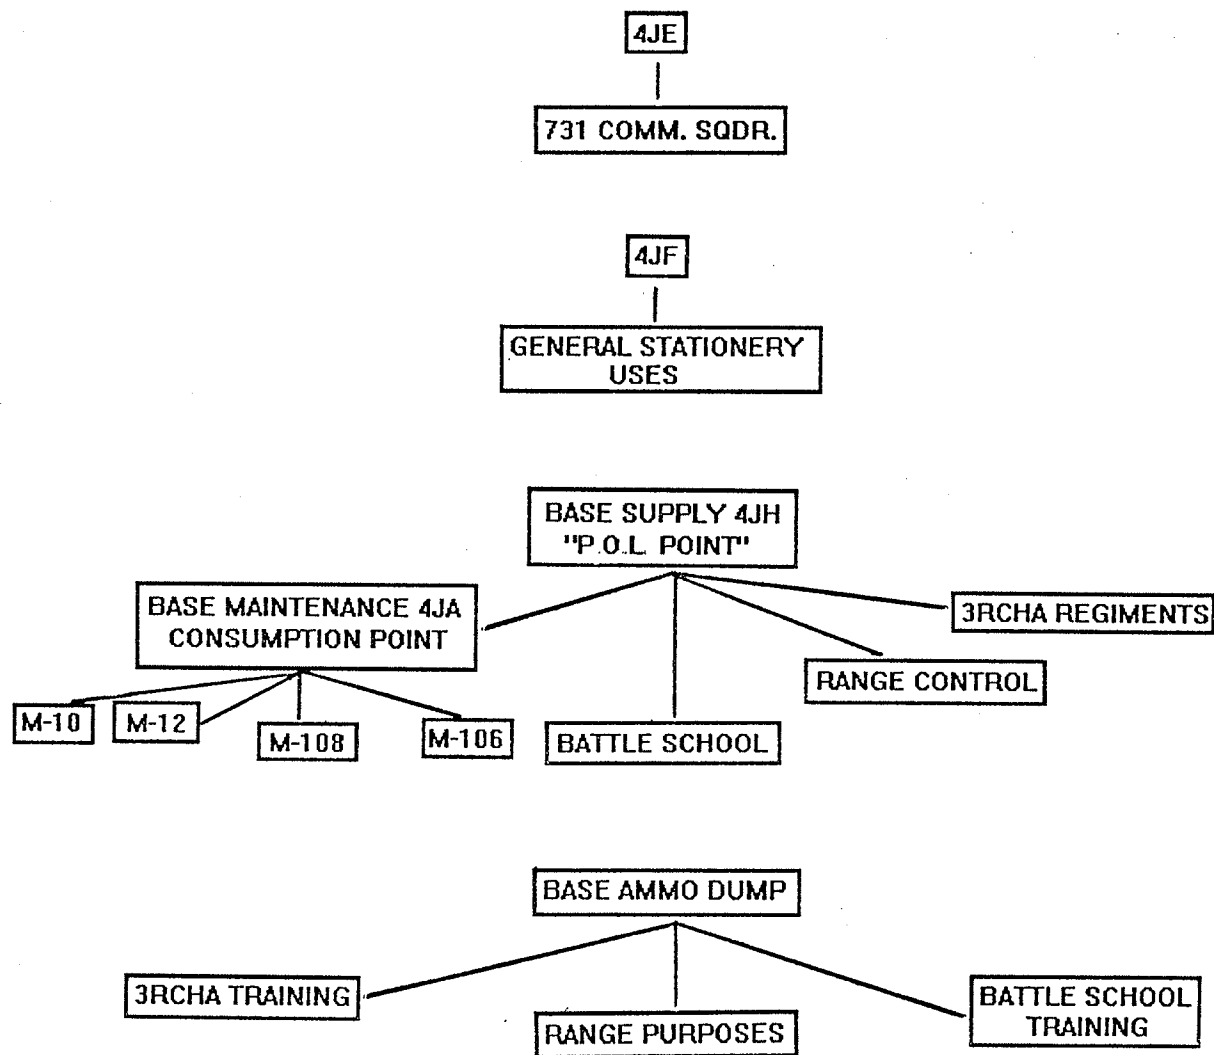 4JE
731 COMM. SQDR.
4JF
GENERAL STATIONERY
USES
BASE SUPPLY 4JH
"P.O.L. POINT"
BASE MAINTENANCE 4JA
CONSUMPTION POINT
3RCHA REGIMENTS
RANGE CONTROL
M-10
M-12
M-108
M-106
BATTLE SCHOOL
BASE AMMO DUMP
3RCHA TRAINING
RANGE PURPOSES
BATTLE SCHOOL
TRAINING